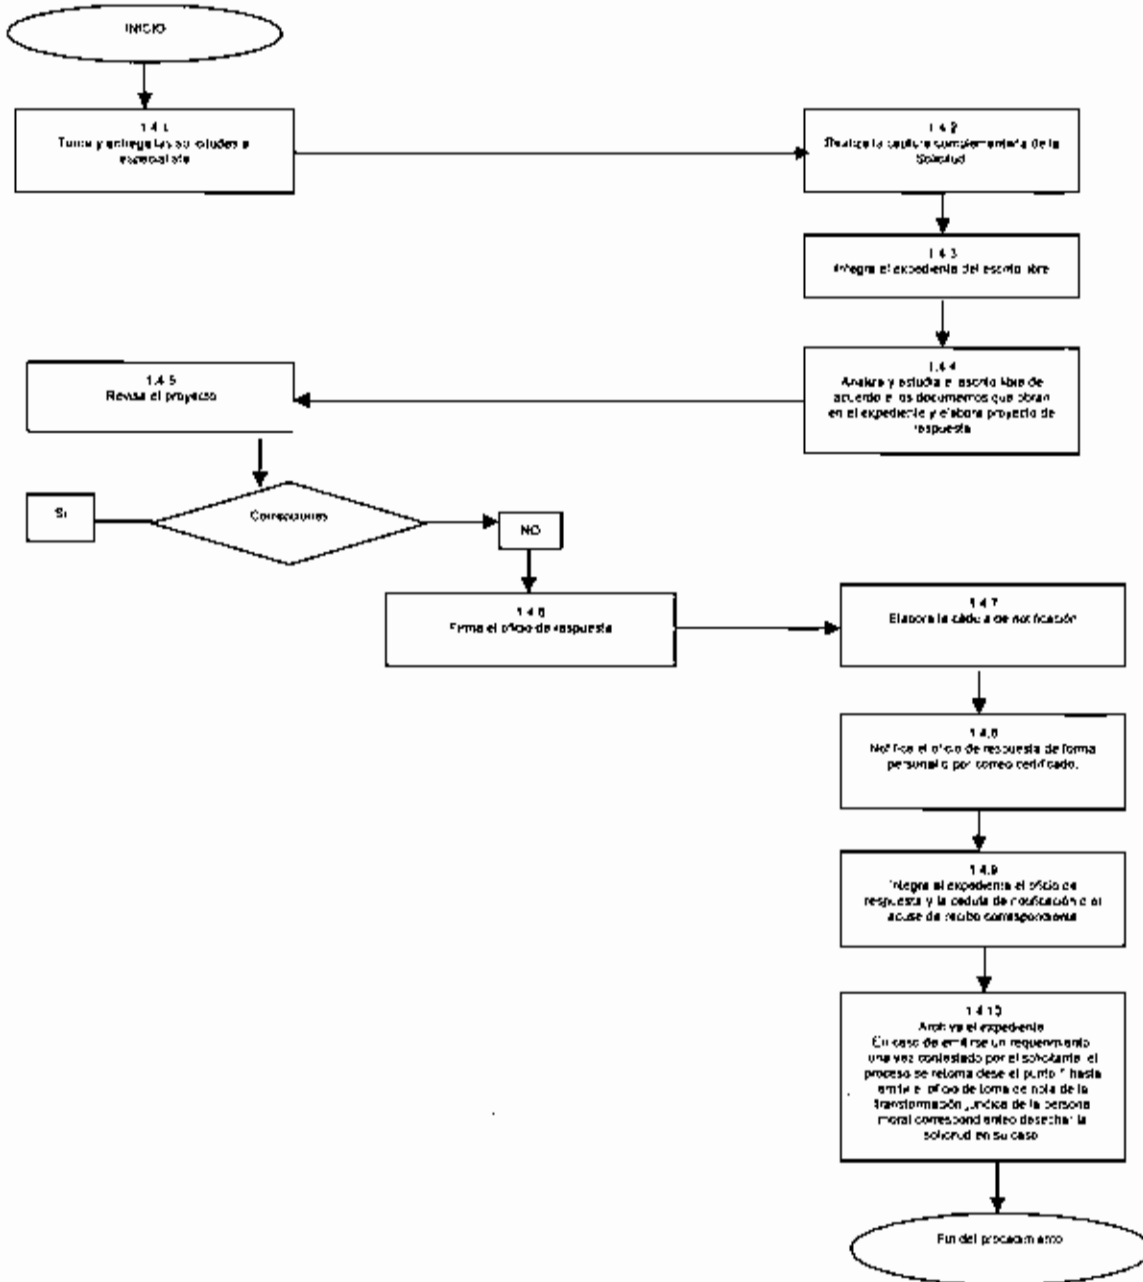 INICIO
1.4.1
Turna y entrega las solicitudes a
especialista
1.4.2
Realiza la captura complementaria de la
Solicitud
1.4.3
Integra el expediente del escrito libre
1.4.4
Analiza y estudia el escrito libre de
acuerdo a los documentos que obran
en el expediente y elabora proyecto de
respuesta
1.4.5
Revisa el proyecto
Si
Correcciones
NO
1.4.6
Firma el oficio de respuesta
1.4.7
Elabora la cédula de notificación
1.4.8
Notifica el oficio de respuesta de forma
personal o por correo certificado.
1.4.9
Integra al expediente el oficio de
respuesta y la cédula de notificación o el
acuse de recibo correspondiente
1.4.10
Archiva el expediente
En caso de emitirse un requerimiento
una vez contestado por el solicitante, el
proceso se retoma dese el punto 1 hasta
emitir el oficio de toma de nota de la
transformación jurídica de la persona
moral correspondiente o desechar la
solicitud en su caso
Fin del procedimiento